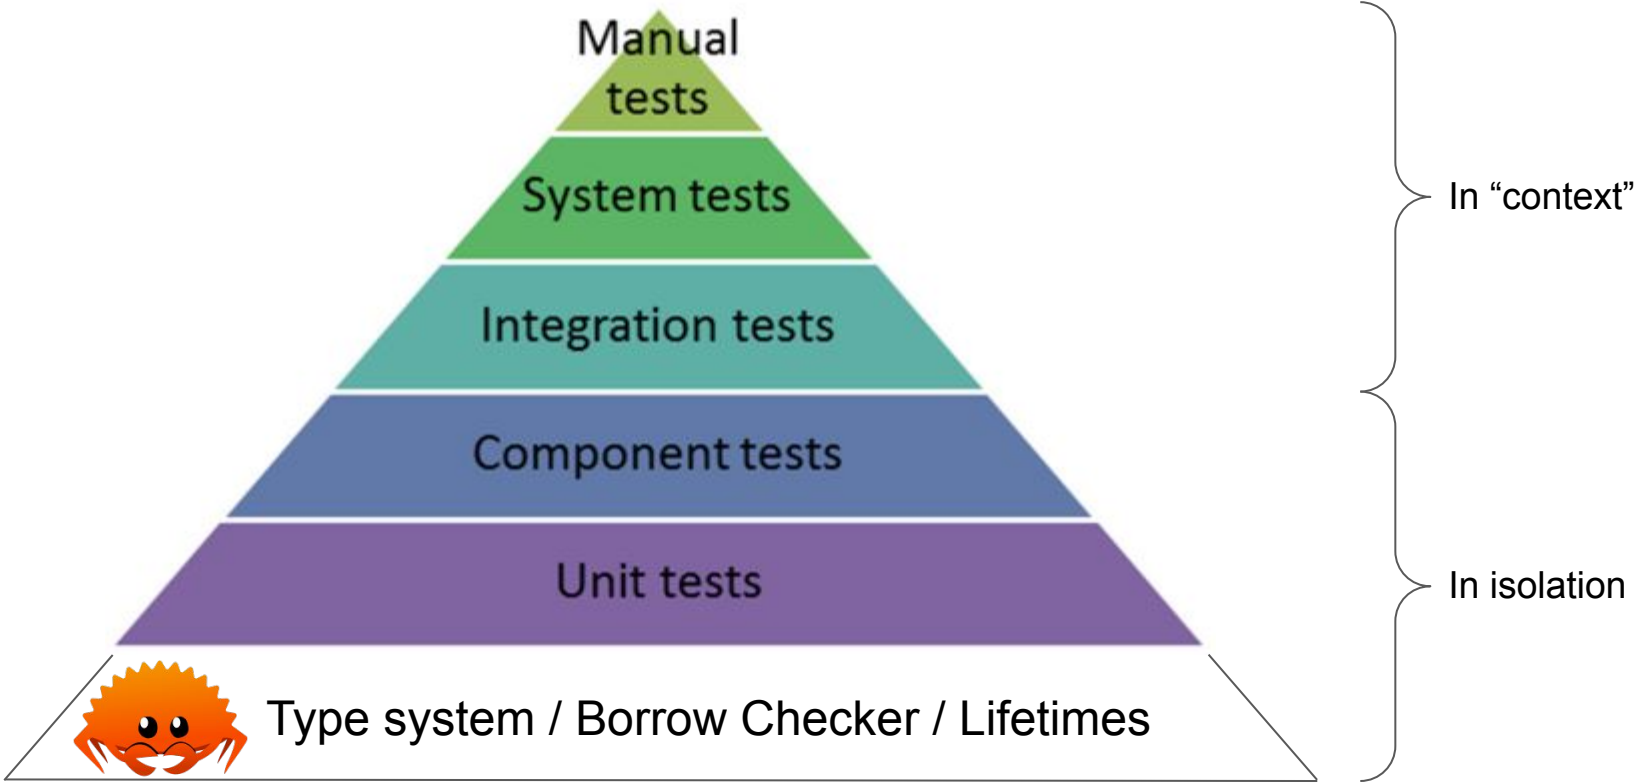 Manual
tests
System tests
In “context”
Integration tests
Component tests
Unit tests
In isolation
Type system / Borrow Checker / Lifetimes